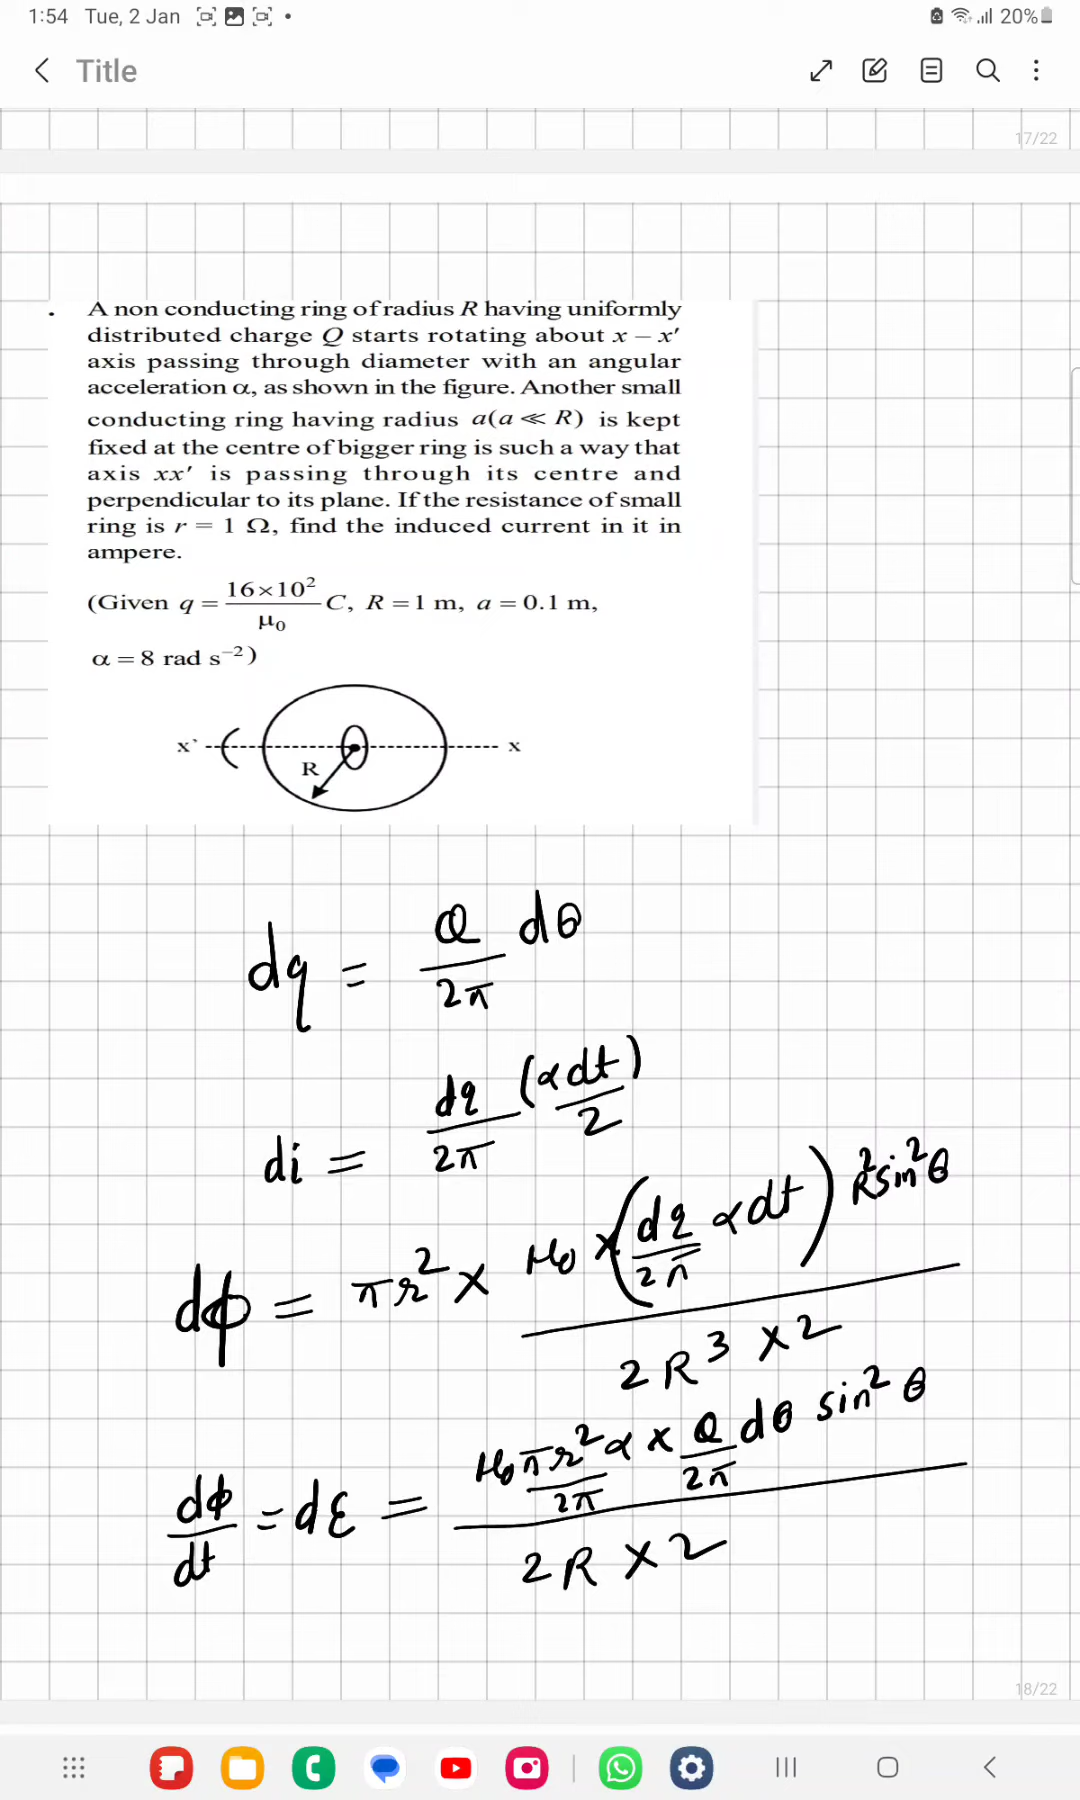 1:54 Tue, 2 Jan
20%
Title
17/22
A non conducting ring of radius R having uniformly
distributed charge Q starts rotating about x – x′
axis passing through diameter with an angular
acceleration α, as shown in the figure. Another small
conducting ring having radius a(a ≪ R) is kept
fixed at the centre of bigger ring is such a way that
axis xx′ is passing through its centre and
perpendicular to its plane. If the resistance of small
ring is r = 1 Ω, find the induced current in it in
ampere.
(Given q = 16×10²/μ₀ C, R = 1 m, a = 0.1 m,
α = 8 rad s⁻²)
x` R x
dq = Q/2π dθ
di = dq/2π (αdt)/2
dϕ = πr² × μ₀ × (dq/2π αdt) R²sin²θ / 2R³ × 2
dϕ/dt = dε = μ₀πr²/2π α × Q/2π dθ sin²θ / 2R × 2
18/22